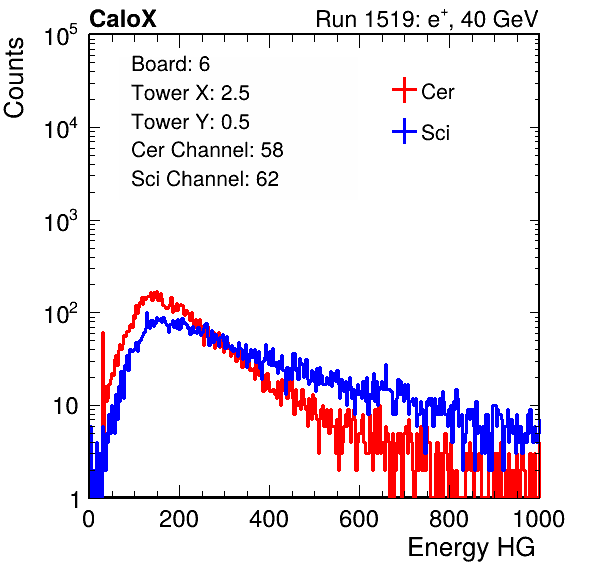 CaloX Run 1519: e⁺, 40 GeV
Counts
10⁵
10⁴
10³
10²
10
1
Board: 6
Tower X: 2.5
Tower Y: 0.5
Cer Channel: 58
Sci Channel: 62
Cer
Sci
0 200 400 600 800 1000
Energy HG